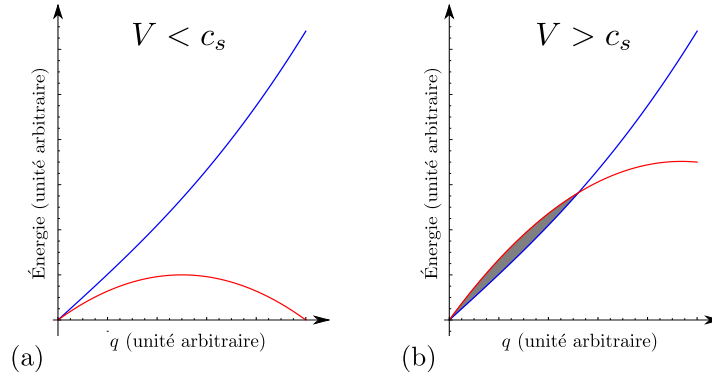 V < c_s
Énergie (unité arbitraire)
q (unité arbitraire)
(a)
V > c_s
Énergie (unité arbitraire)
q (unité arbitraire)
(b)